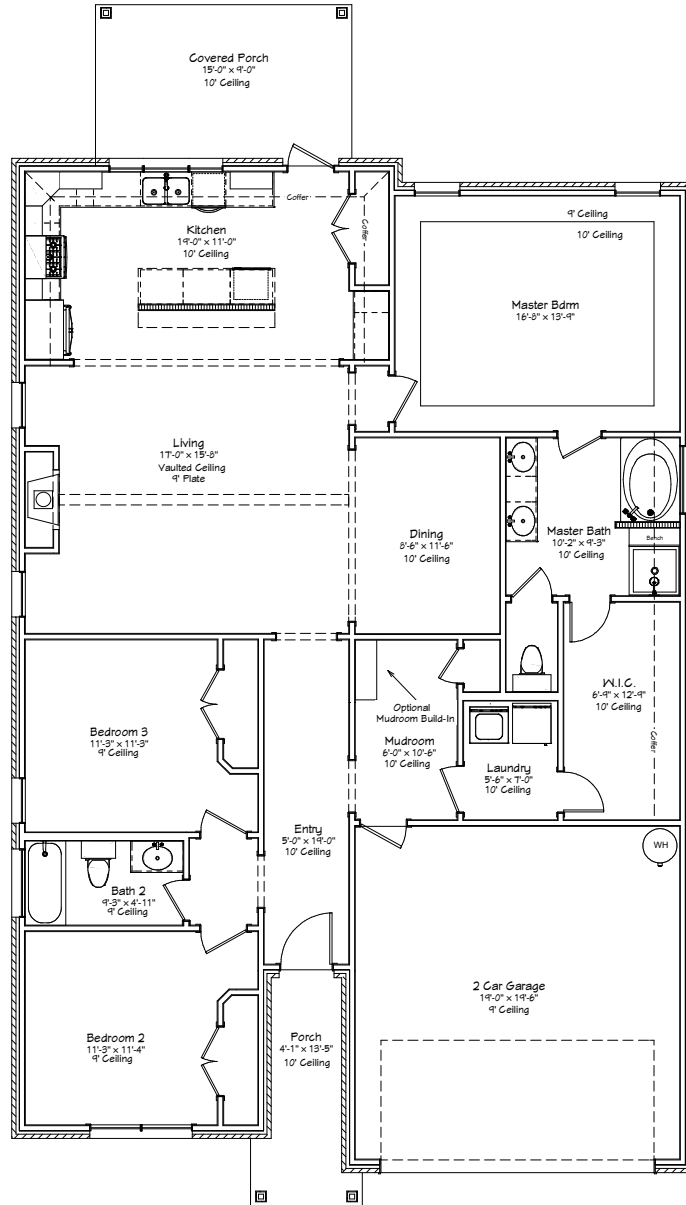 Covered Porch
15'-0" x 9'-0"
10' Ceiling
Coffer
Kitchen
19'-0" x 11'-0"
10' Ceiling
Coffer
9' Ceiling
10' Ceiling
Master Bdrm
16'-8" x 13'-9"
Living
17'-0" x 15'-8"
Vaulted Ceiling
9' Plate
Dining
8'-6" x 11'-6"
10' Ceiling
Master Bath
10'-2" x 9'-3"
10' Ceiling
Bench
W.I.C.
6'-9" x 12'-9"
10' Ceiling
Coffer
Optional
Mudroom Build-In
Mudroom
6'-0" x 10'-6"
10' Ceiling
Laundry
5'-6" x 7'-0"
10' Ceiling
Bedroom 3
11'-3" x 11'-3"
9' Ceiling
Entry
5'-0" x 19'-0"
10' Ceiling
WH
Bath 2
9'-3" x 4'-11"
9' Ceiling
2 Car Garage
19'-0" x 19'-6"
9' Ceiling
Bedroom 2
11'-3" x 11'-4"
9' Ceiling
Porch
4'-1" x 13'-5"
10' Ceiling